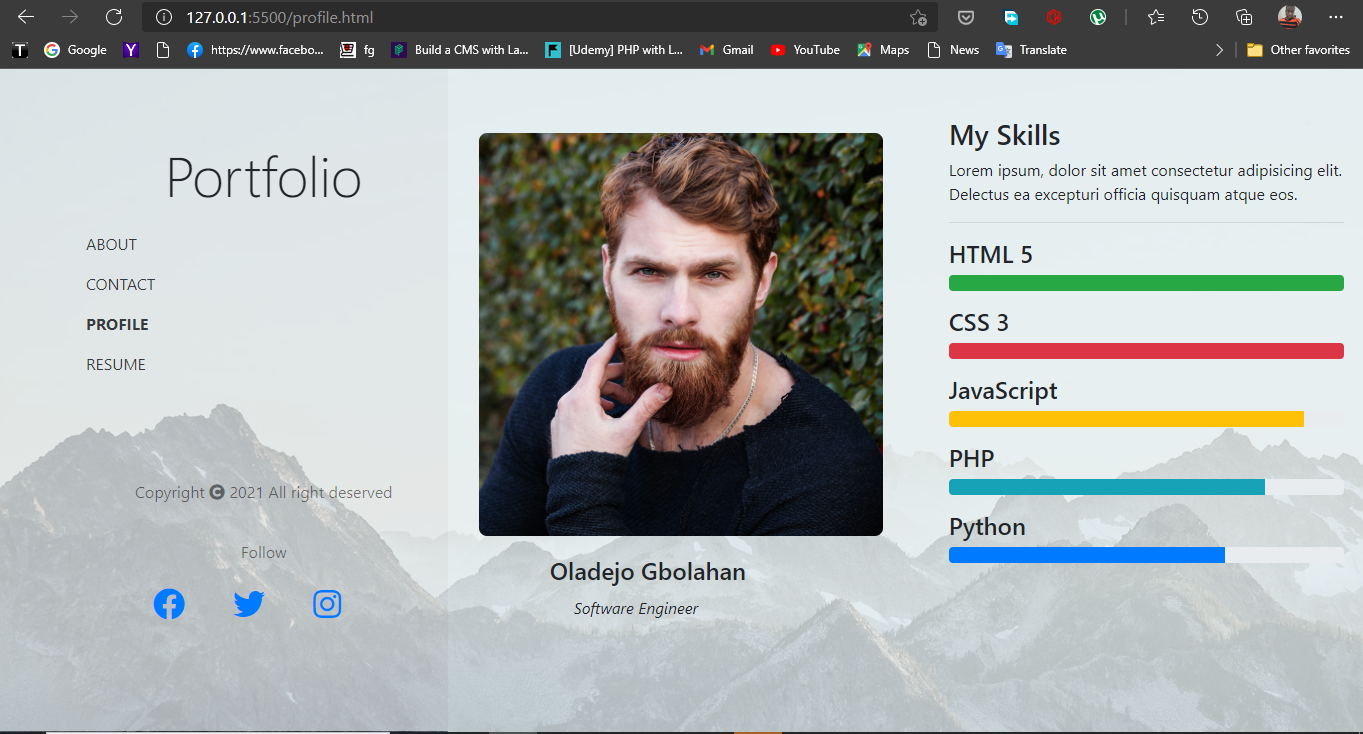 127.0.0.1:5500/profile.html
T Google Y https://www.facebo... fg Build a CMS with La... [Udemy] PHP with L... Gmail YouTube Maps News Translate Other favorites
Portfolio
ABOUT
CONTACT
PROFILE
RESUME
Copyright © 2021 All right deserved
Follow
Oladejo Gbolahan
Software Engineer
My Skills
Lorem ipsum, dolor sit amet consectetur adipisicing elit.
Delectus ea excepturi officia quisquam atque eos.
HTML 5
CSS 3
JavaScript
PHP
Python